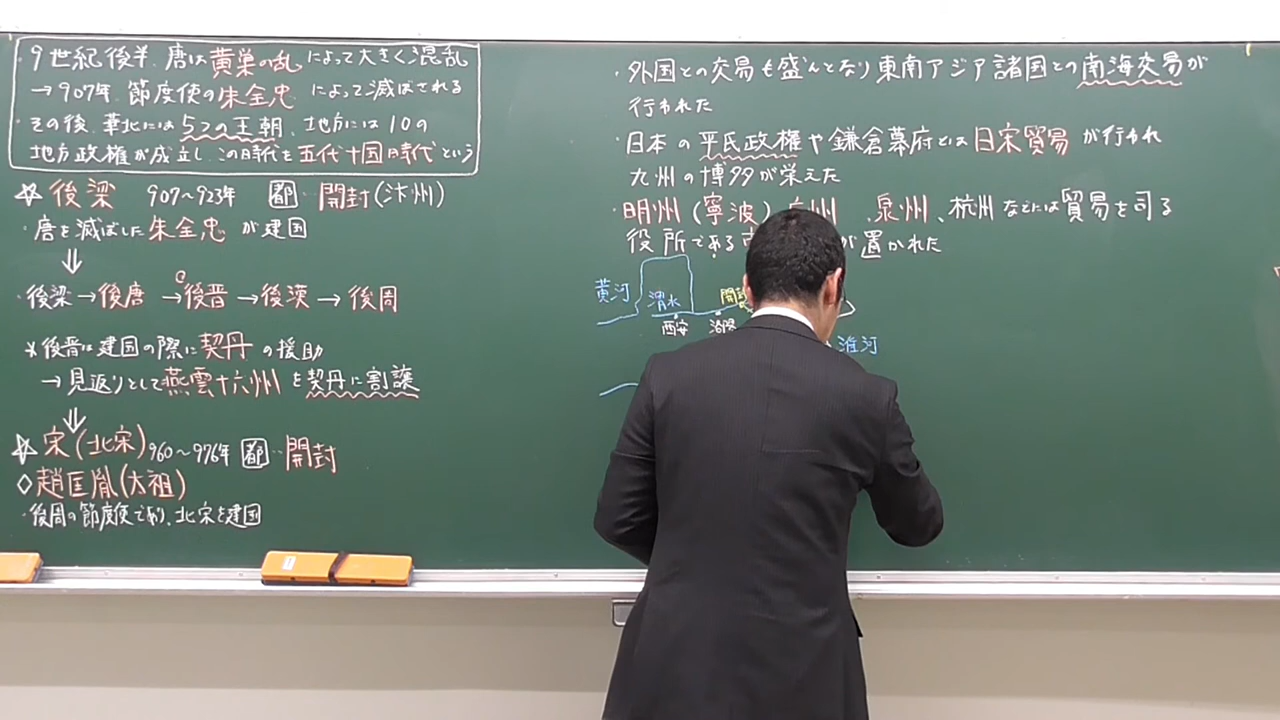 ・9世紀後半、唐は黄巣の乱によって大きく混乱
→907年 節度使の朱全忠 によって滅ぼされる
・その後、華北には5つの王朝、地方には10の
地方政権が成立し、この時代を五代十国時代という
☆後梁 907〜923年 都‥開封(汴州)
・唐を滅ぼした朱全忠 が建国
⇓
後梁→後唐→後晋→後漢→後周
*後晋は建国の際に契丹の援助
→見返りとして燕雲十六州を契丹に割譲
⇓
☆宋(北宋)960〜976年 都‥開封
◇趙匡胤(太祖)
・後周の節度使であり、北宋を建国
・外国との交易も盛んとなり東南アジア諸国との南海交易が
行われた
・日本の平氏政権や鎌倉幕府とは日宋貿易が行われ
九州の博多が栄えた
・明州(寧波) 州、泉州、杭州などには貿易を司る
役所である が置かれた
黄河 渭水 開
西安 洛陽
淮河